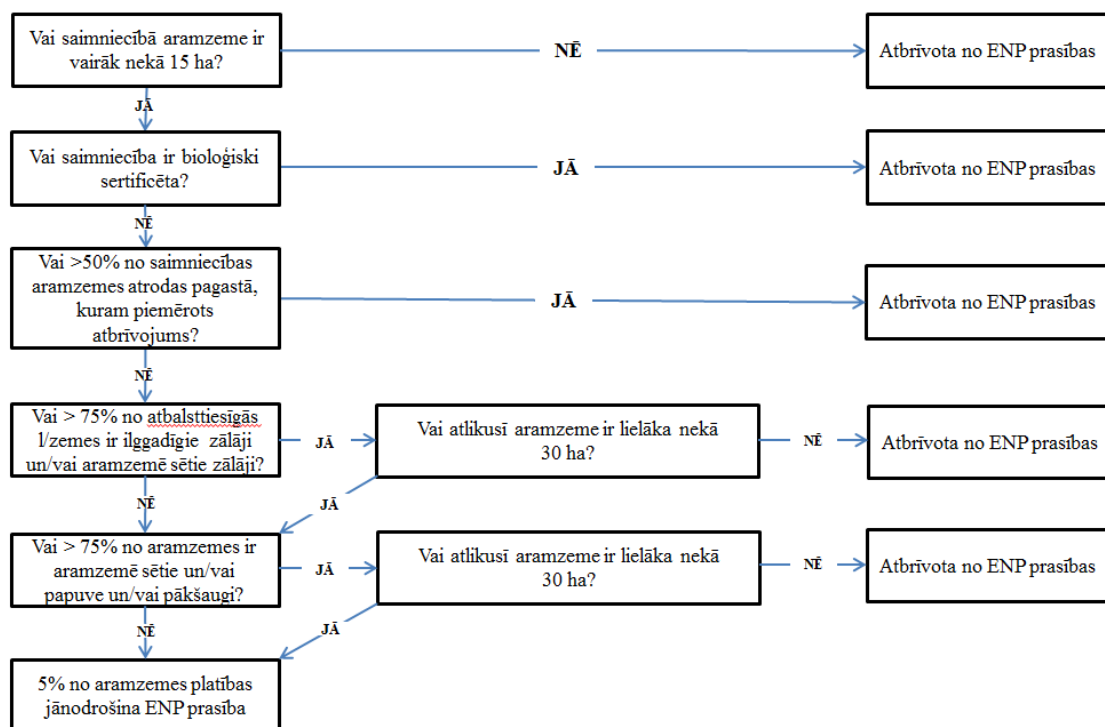 Vai saimniecībā aramzeme ir
vairāk nekā 15 ha?
NĒ
Atbrīvota no ENP prasības
JĀ
Vai saimniecība ir bioloģiski
sertificēta?
JĀ
Atbrīvota no ENP prasības
NĒ
Vai >50% no saimniecības
aramzemes atrodas pagastā,
kuram piemērots
atbrīvojums?
JĀ
Atbrīvota no ENP prasības
NĒ
Vai > 75% no atbalsttiesīgās
l/zemes ir ilggadīgie zālāji
un/vai aramzemē sētie zālāji?
JĀ
Vai atlikusī aramzeme ir lielāka nekā
30 ha?
NĒ
Atbrīvota no ENP prasības
NĒ
JĀ
Vai > 75% no aramzemes ir
aramzemē sētie un/vai
papuve un/vai pākšaugi?
JĀ
Vai atlikusī aramzeme ir lielāka nekā
30 ha?
NĒ
Atbrīvota no ENP prasības
NĒ
JĀ
5% no aramzemes platības
jānodrošina ENP prasība